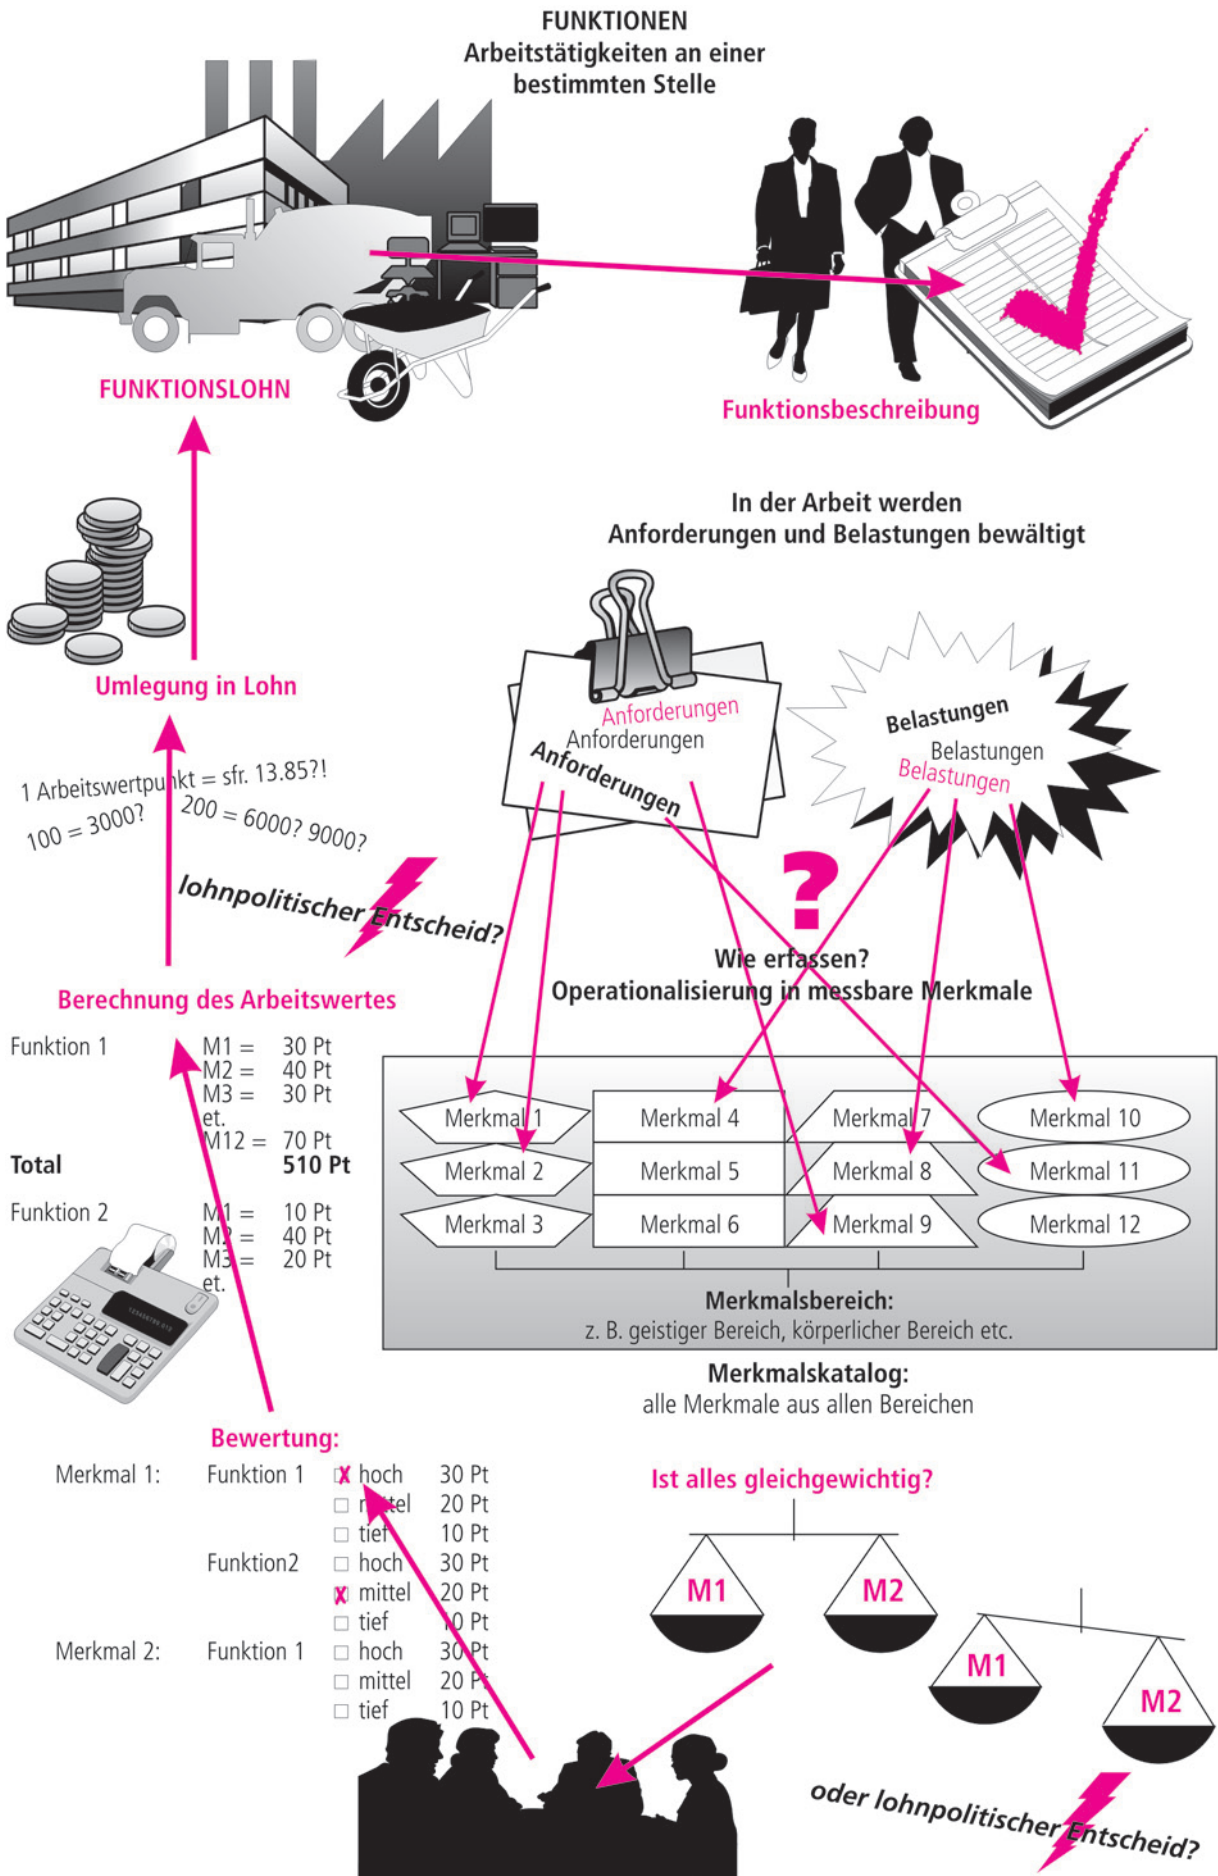 FUNKTIONEN
Arbeitstätigkeiten an einer
bestimmten Stelle
FUNKTIONSLOHN
Funktionsbeschreibung
In der Arbeit werden
Anforderungen und Belastungen bewältigt
Anforderungen
Anforderungen
Anforderungen
Belastungen
Belastungen
Belastungen
Umlegung in Lohn
1 Arbeitswertpunkt = sfr. 13.85?!
100 = 3000? 200 = 6000? 9000?
lohnpolitischer Entscheid?
?
Wie erfassen?
Operationalisierung in messbare Merkmale
Berechnung des Arbeitswertes
Funktion 1 M1 = 30 Pt
M2 = 40 Pt
M3 = 30 Pt
et.
M12 = 70 Pt
Total 510 Pt
Funktion 2 M1 = 10 Pt
M2 = 40 Pt
M3 = 20 Pt
et.
Merkmal 1 Merkmal 4 Merkmal 7 Merkmal 10
Merkmal 2 Merkmal 5 Merkmal 8 Merkmal 11
Merkmal 3 Merkmal 6 Merkmal 9 Merkmal 12
Merkmalsbereich:
z. B. geistiger Bereich, körperlicher Bereich etc.
Merkmalskatalog:
alle Merkmale aus allen Bereichen
Bewertung:
Merkmal 1: Funktion 1 hoch 30 Pt
mittel 20 Pt
tief 10 Pt
Funktion2 hoch 30 Pt
mittel 20 Pt
tief 10 Pt
Merkmal 2: Funktion 1 hoch 30 Pt
mittel 20 Pt
tief 10 Pt
Ist alles gleichgewichtig?
M1 M2
M1
M2
oder lohnpolitischer Entscheid?